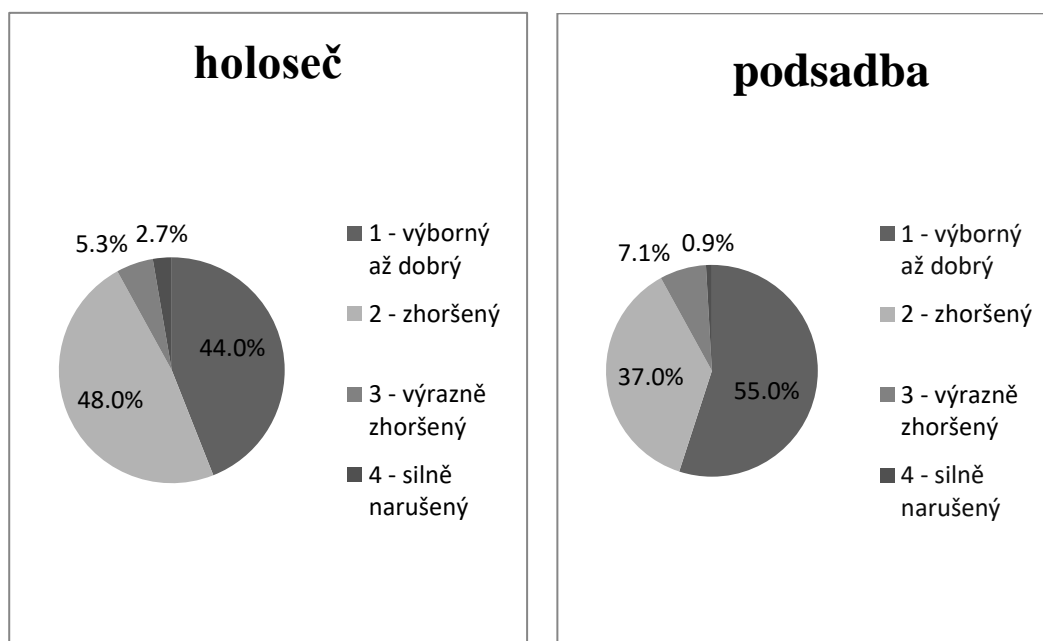 holoseč
5.3%
2.7%
44.0%
48.0%
1 - výborný
až dobrý
2 - zhoršený
3 - výrazně
zhoršený
4 - silně
narušený
podsadba
7.1%
0.9%
37.0%
55.0%
1 - výborný
až dobrý
2 - zhoršený
3 - výrazně
zhoršený
4 - silně
narušený